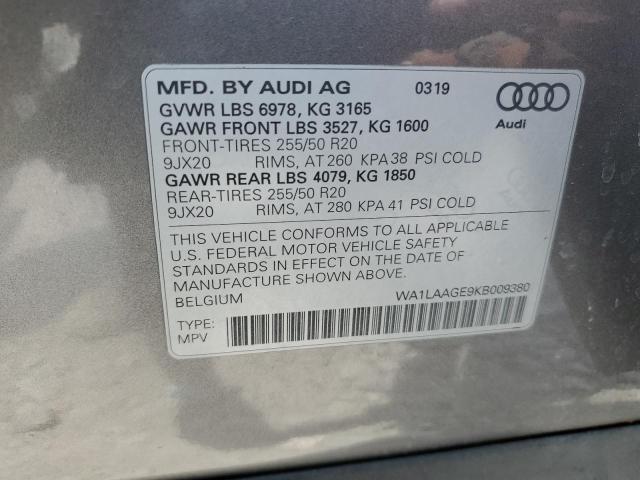 MFD. BY AUDI AG 0319
GVWR LBS 6978, KG 3165
GAWR FRONT LBS 3527, KG 1600
FRONT-TIRES 255/50 R20
9JX20 RIMS, AT 260 KPA 38 PSI COLD
GAWR REAR LBS 4079, KG 1850
REAR-TIRES 255/50 R20
9JX20 RIMS, AT 280 KPA 41 PSI COLD
Audi
THIS VEHICLE CONFORMS TO ALL APPLICABLE
U.S. FEDERAL MOTOR VEHICLE SAFETY
STANDARDS IN EFFECT ON THE DATE OF
MANUFACTURE SHOWN ABOVE.
BELGIUM
WA1LAAGE9KB009380
TYPE:
MPV